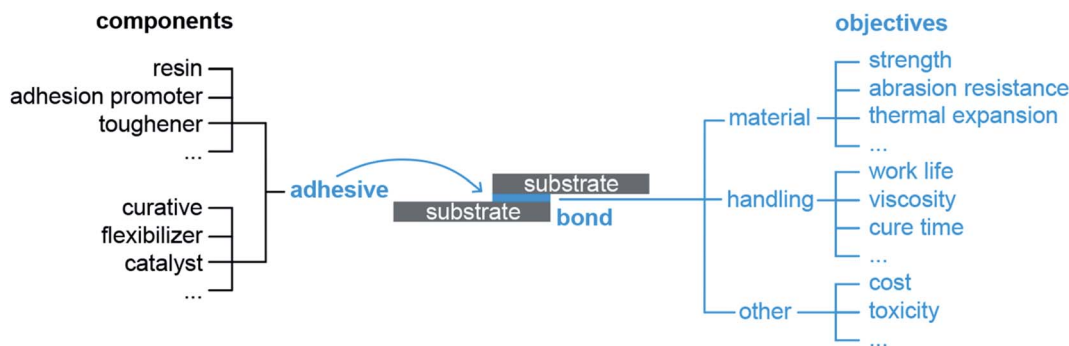 components
resin
adhesion promoter
toughener
...
curative
flexibilizer
catalyst
...
adhesive
substrate
substrate
bond
objectives
material
strength
abrasion resistance
thermal expansion
...
handling
work life
viscosity
cure time
...
other
cost
toxicity
...